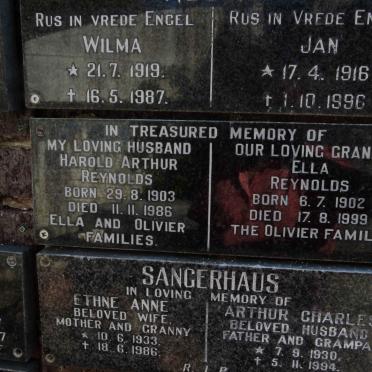 Rus in vrede Engel
Wilma
* 21.7. 1919.
† 16.5. 1987.
Rus in Vrede En
Jan
* 17. 4. 1916
† 1.10. 1996
IN TREASURED MEMORY OF
MY LOVING HUSBAND
HAROLD ARTHUR
REYNOLDS
BORN 29. 8. 1903
DIED 11. 11. 1986
ELLA AND OLIVIER
FAMILIES.
OUR LOVING GRAN
ELLA
REYNOLDS
BORN 6. 7. 1902
DIED 17. 8. 1999
THE OLIVIER FAMIL
SANGERHAUS
IN LOVING MEMORY OF
ETHNE ANNE
BELOVED WIFE,
MOTHER AND GRANNY
* 10. 6. 1933.
† 18. 6. 1986.
ARTHUR CHARLES
BELOVED HUSBAND
FATHER AND GRAMPA
* 7. 9. 1930.
† 5. 11. 1994.
R.I.P.